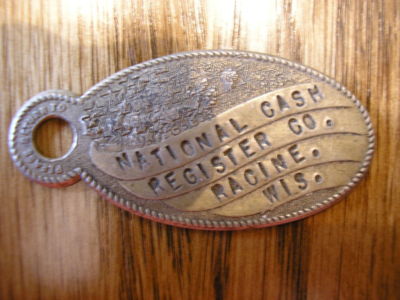 NATIONAL CASH
REGISTER CO.
RACINE.
WIS.